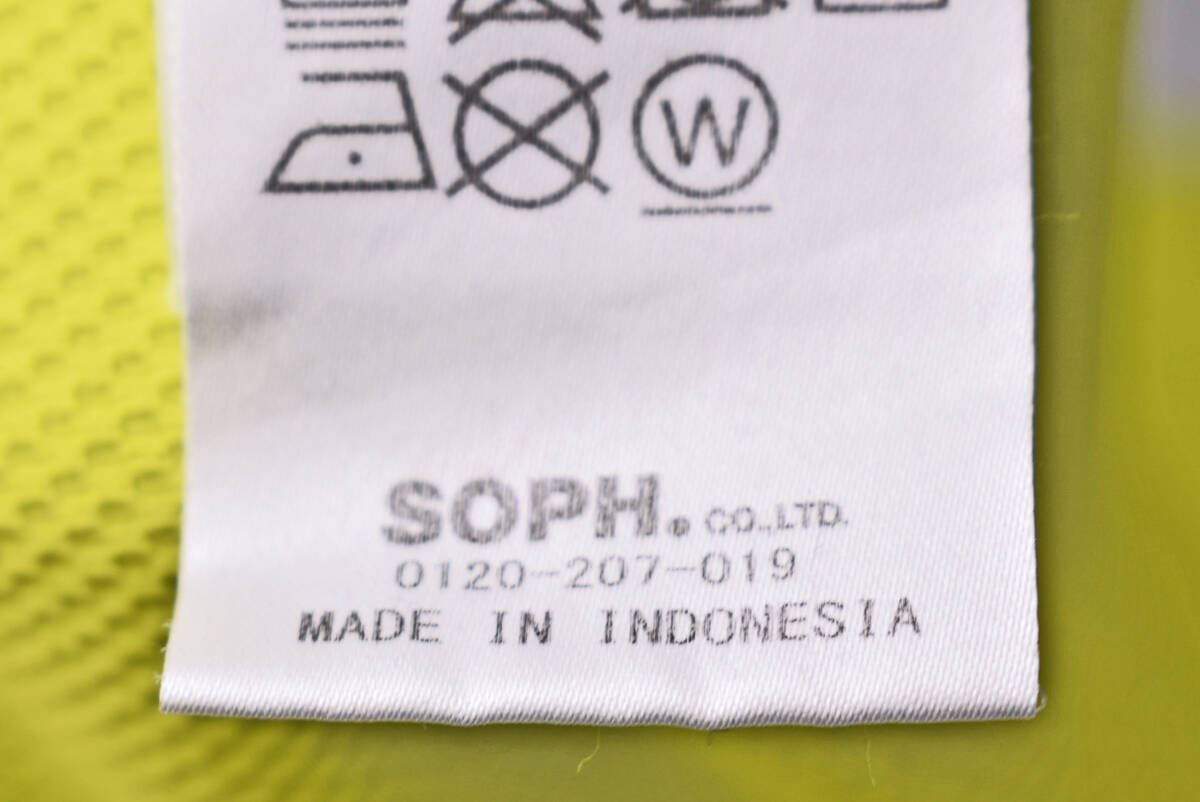 W
SOPH.® CO.,LTD.
0120-207-019
MADE IN INDONESIA